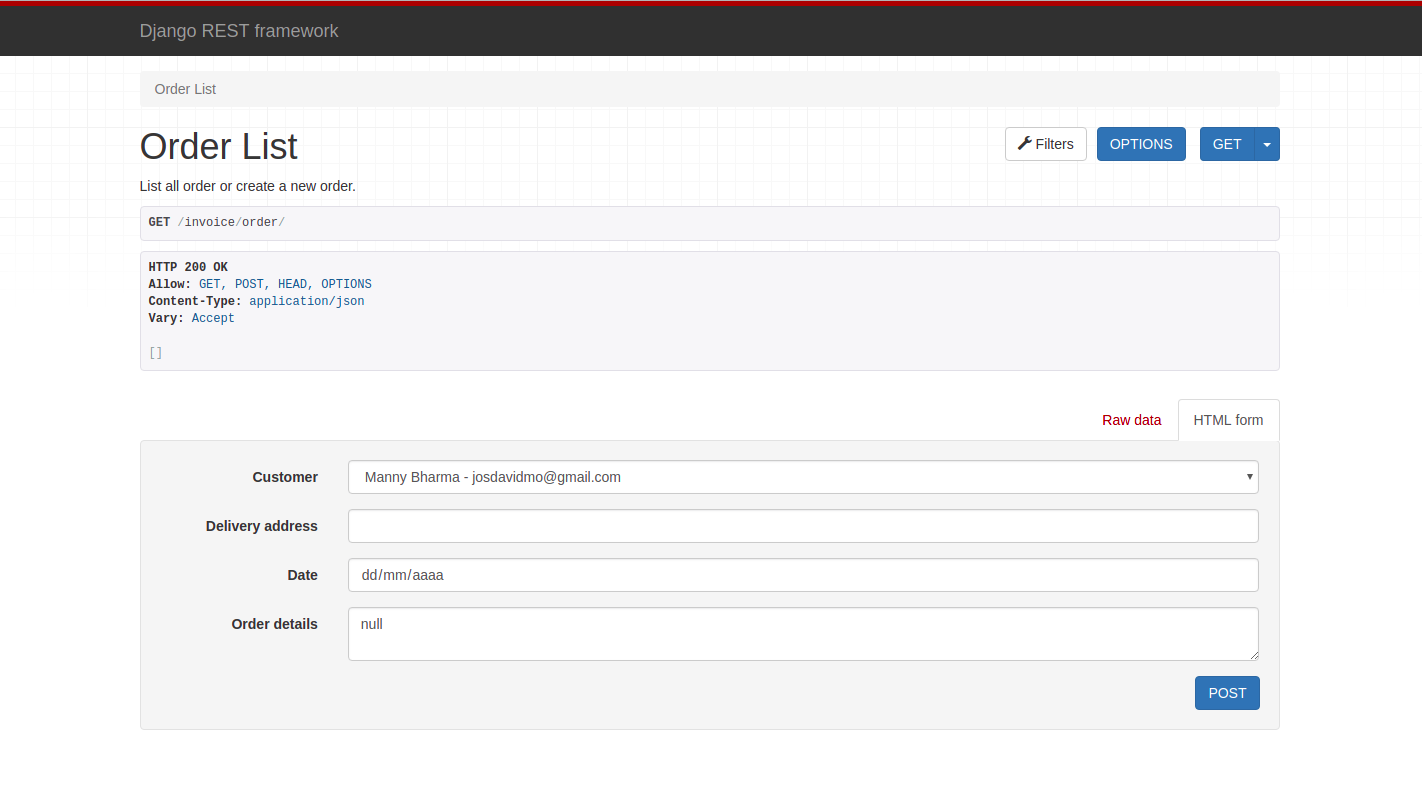 Django REST framework
Order List
Order List
Filters
OPTIONS
GET
List all order or create a new order.
GET /invoice/order/
HTTP 200 OK
Allow: GET, POST, HEAD, OPTIONS
Content-Type: application/json
Vary: Accept
[]
Raw data
HTML form
Customer
Manny Bharma - josdavidmo@gmail.com
Delivery address
Date
dd/mm/aaaa
Order details
null
POST